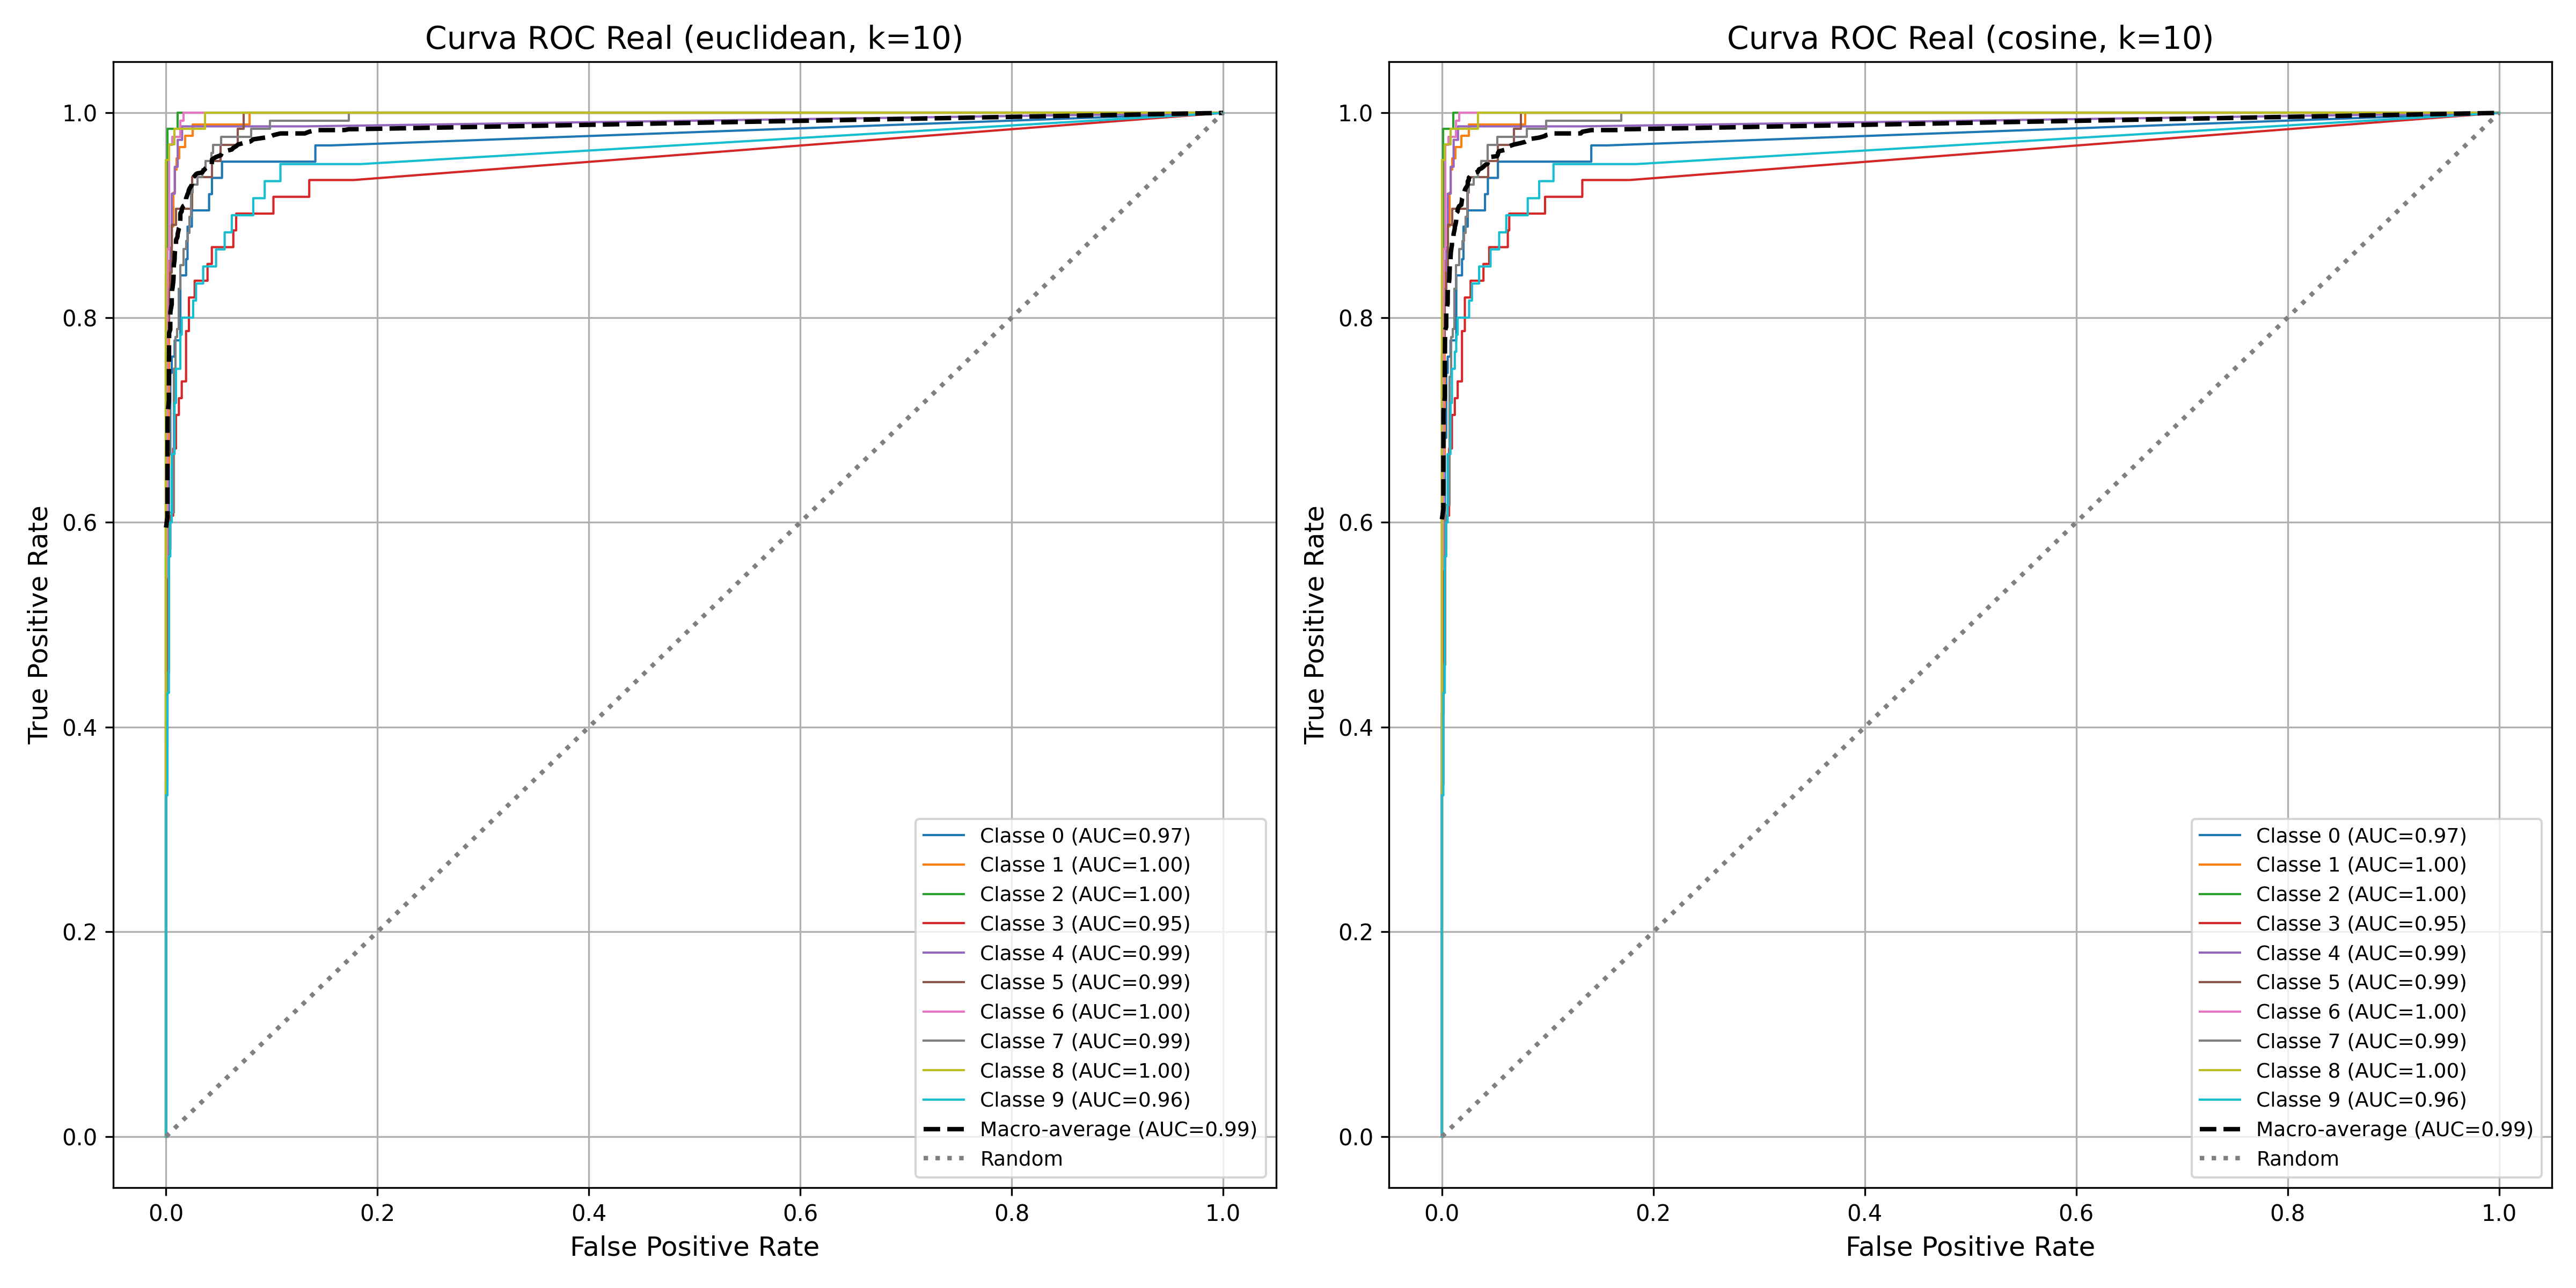 Curva ROC Real (euclidean, k=10)
True Positive Rate
1.0
0.8
0.6
0.4
0.2
0.0
0.0 0.2 0.4 0.6 0.8 1.0
False Positive Rate
Classe 0 (AUC=0.97)
Classe 1 (AUC=1.00)
Classe 2 (AUC=1.00)
Classe 3 (AUC=0.95)
Classe 4 (AUC=0.99)
Classe 5 (AUC=0.99)
Classe 6 (AUC=1.00)
Classe 7 (AUC=0.99)
Classe 8 (AUC=1.00)
Classe 9 (AUC=0.96)
Macro-average (AUC=0.99)
Random
Curva ROC Real (cosine, k=10)
True Positive Rate
1.0
0.8
0.6
0.4
0.2
0.0
0.0 0.2 0.4 0.6 0.8 1.0
False Positive Rate
Classe 0 (AUC=0.97)
Classe 1 (AUC=1.00)
Classe 2 (AUC=1.00)
Classe 3 (AUC=0.95)
Classe 4 (AUC=0.99)
Classe 5 (AUC=0.99)
Classe 6 (AUC=1.00)
Classe 7 (AUC=0.99)
Classe 8 (AUC=1.00)
Classe 9 (AUC=0.96)
Macro-average (AUC=0.99)
Random